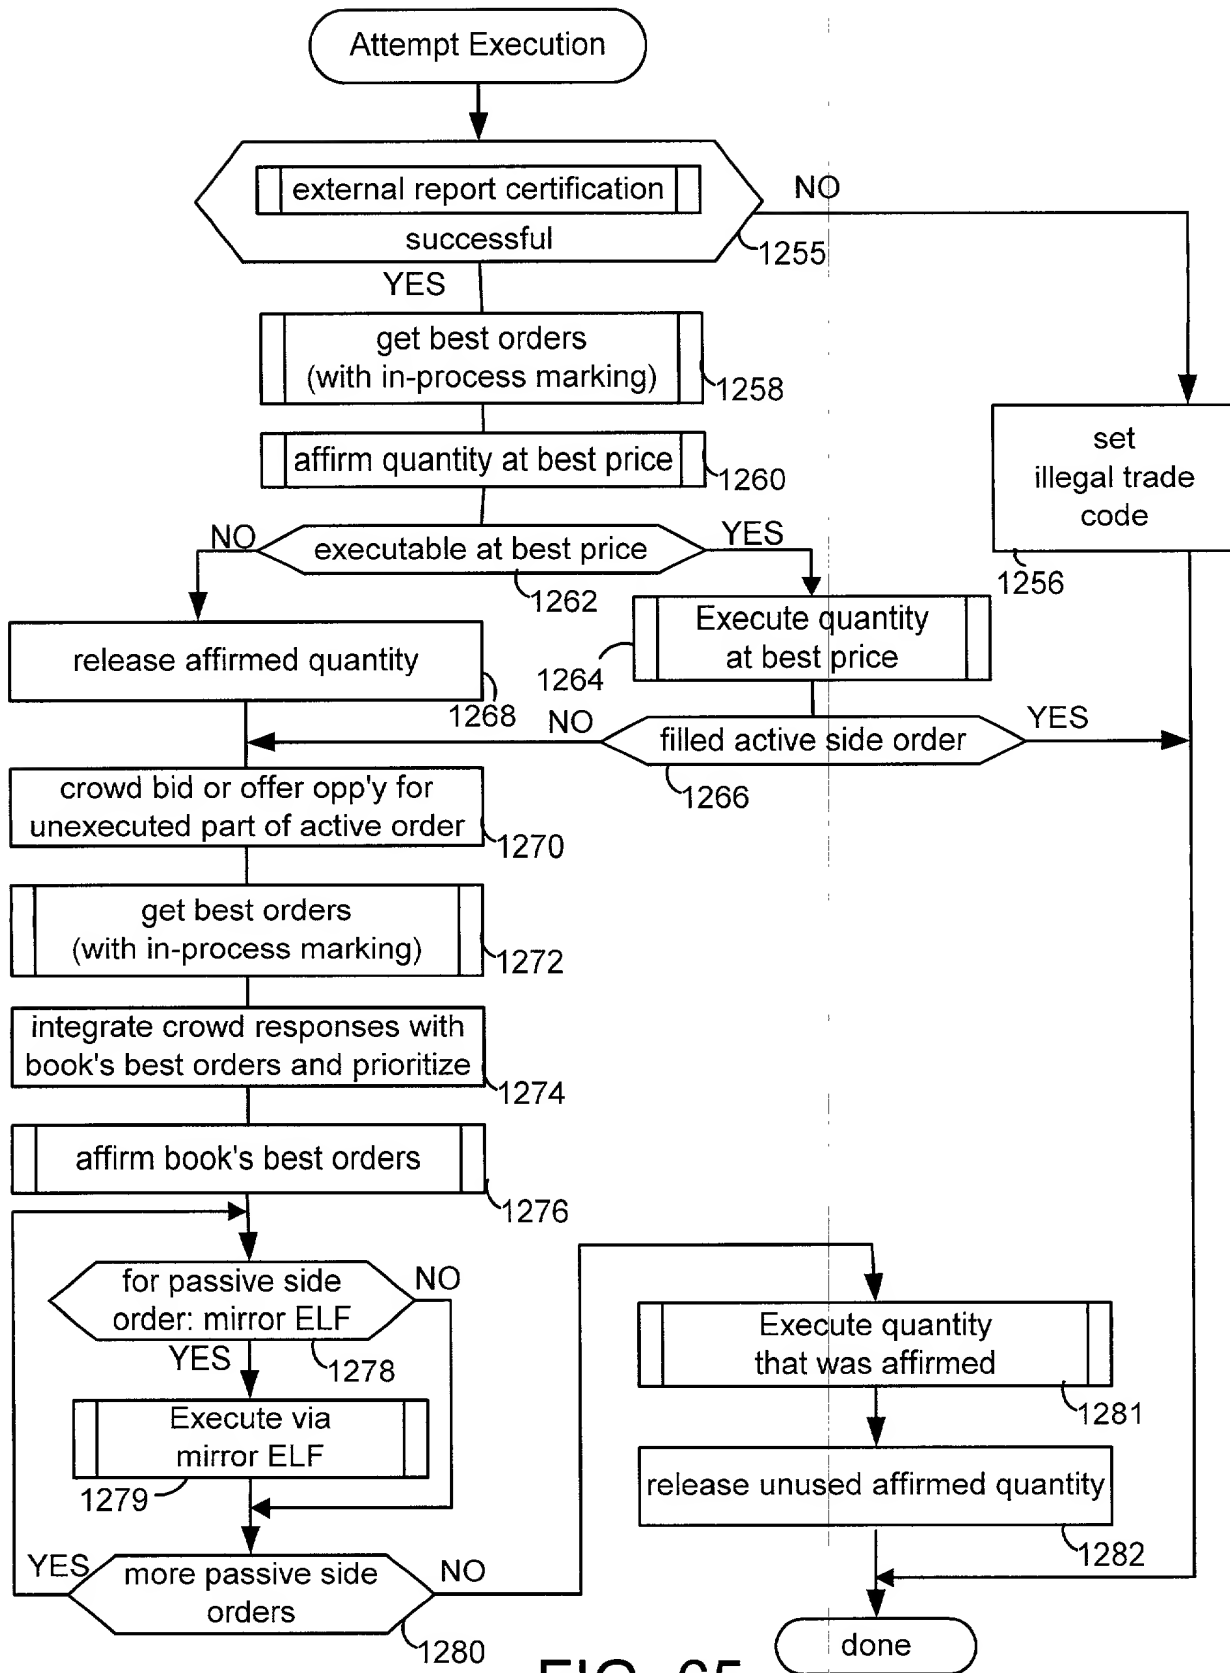 Attempt Execution
external report certification
successful
NO
1255
YES
get best orders
(with in-process marking)
1258
set
illegal trade
code
1256
affirm quantity at best price
1260
NO
executable at best price
YES
1262
Execute quantity
at best price
1264
release affirmed quantity
1268
NO
filled active side order
YES
1266
crowd bid or offer opp'y for
unexecuted part of active order
1270
get best orders
(with in-process marking)
1272
integrate crowd responses with
book's best orders and prioritize
1274
affirm book's best orders
1276
for passive side
order: mirror ELF
NO
YES
1278
Execute via
mirror ELF
1279
YES
more passive side
orders
NO
1280
Execute quantity
that was affirmed
1281
release unused affirmed quantity
1282
done
FIG. 65